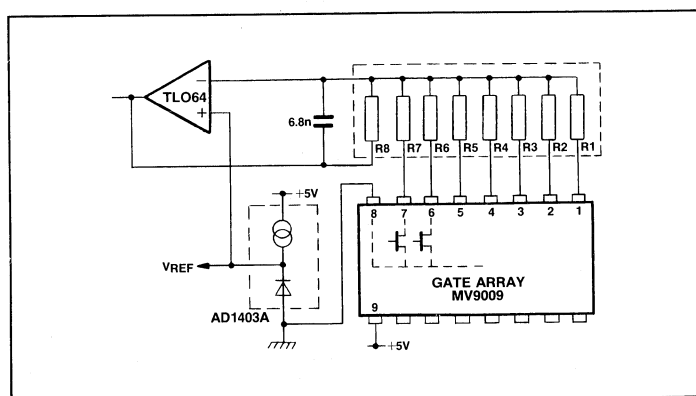 TLO64
−
+
6.8n
R8 R7 R6 R5 R4 R3 R2 R1
+5V
8 7 6 5 4 3 2 1
VREF
GATE ARRAY
MV9009
AD1403A
9
+5V